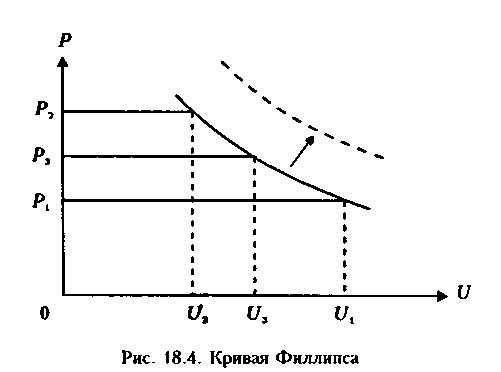 P
P₂
P₃
P₁
0
U₂
U₃
U₁
U
Рис. 18.4. Кривая Филлипса